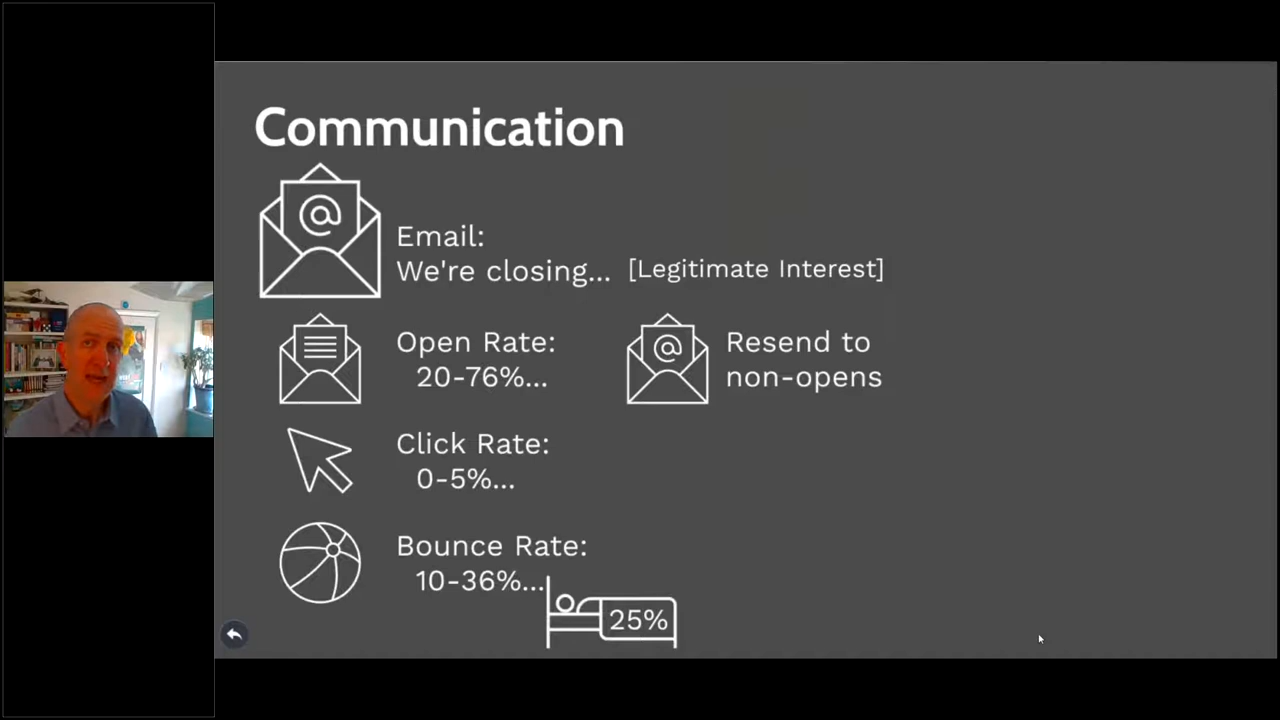 Communication
@
Email:
We're closing... [Legitimate Interest]
Open Rate:
20-76%...
@
Resend to
non-opens
Click Rate:
0-5%...
Bounce Rate:
10-36%...
25%